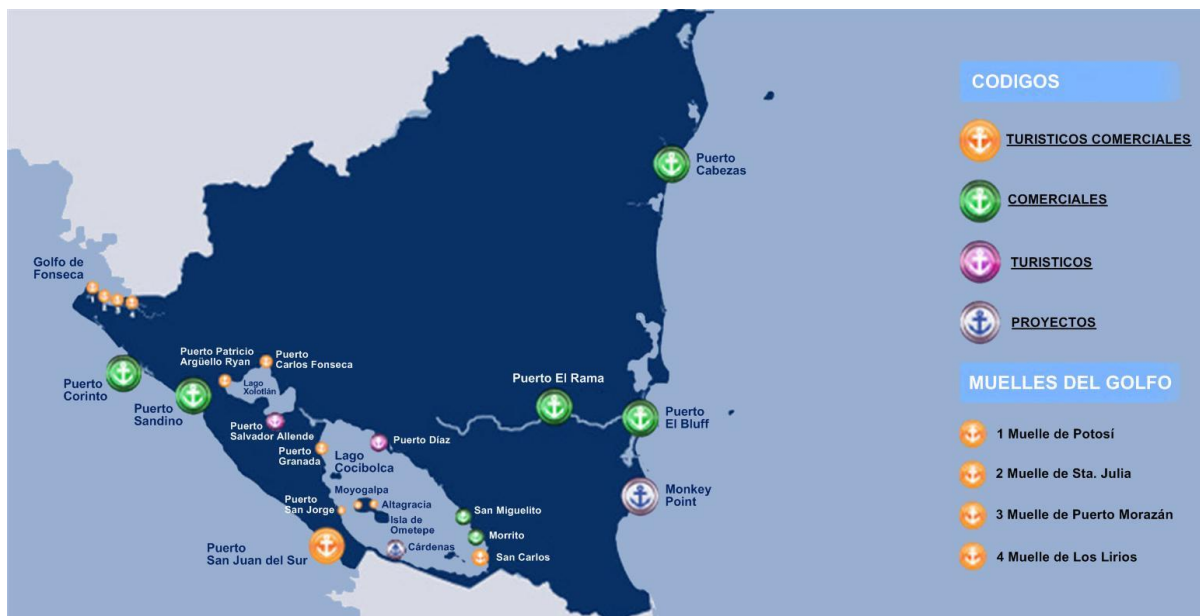 CODIGOS
TURISTICOS COMERCIALES
COMERCIALES
TURISTICOS
PROYECTOS
MUELLES DEL GOLFO
1 Muelle de Potosí
2 Muelle de Sta. Julia
3 Muelle de Puerto Morazán
4 Muelle de Los Lirios
Puerto
Cabezas
Golfo de
Fonseca
1
2
3
4
Puerto Patricio
Argüello Ryan
Puerto
Carlos Fonseca
Lago
Xolotlán
Puerto
Corinto
Puerto
Sandino
Puerto El Rama
Puerto
El Bluff
Puerto
Salvador Allende
Puerto Díaz
Puerto
Granada
Lago
Cocibolca
Monkey
Point
Moyogalpa
Altagracia
Puerto
San Jorge
Isla de
Ometepe
San Miguelito
Morrito
Cárdenas
San Carlos
Puerto
San Juan del Sur